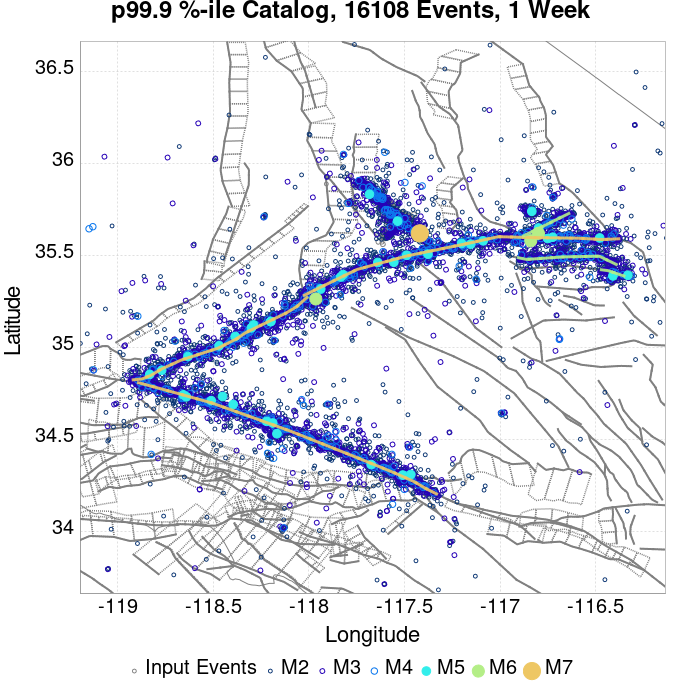 p99.9 %-ile Catalog, 16108 Events, 1 Week
36.5
36
35.5
35
34.5
34
Latitude
-119 -118.5 -118 -117.5 -117 -116.5
Longitude
Input Events M2 M3 M4 M5 M6 M7